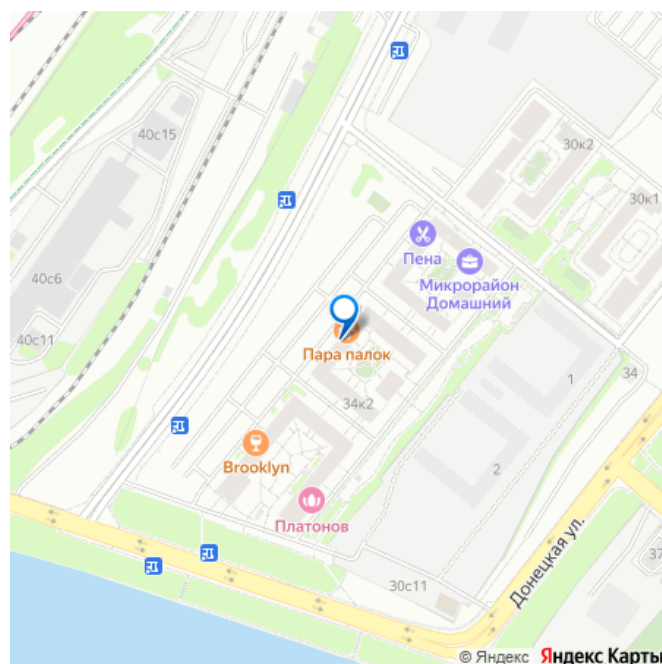 40с15
30к2
30к1
Пена
40с6
Микрорайон
Домашний
40с11
Пара палок
1
34
34к2
Brooklyn
2
Платонов
Донецкая ул.
37
30с11
© Яндекс Яндекс Карты